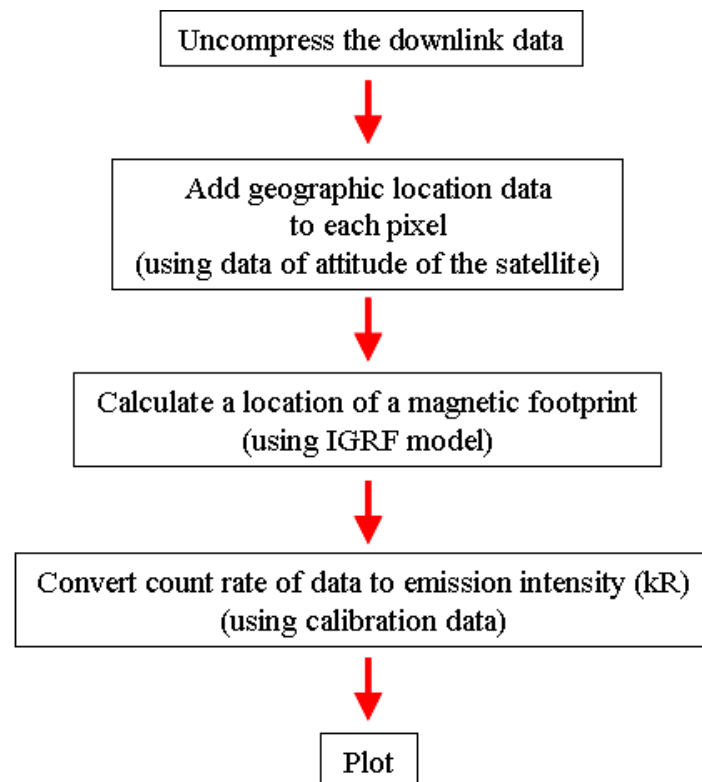 Uncompress the downlink data
Add geographic location data
to each pixel
(using data of attitude of the satellite)
Calculate a location of a magnetic footprint
(using IGRF model)
Convert count rate of data to emission intensity (kR)
(using calibration data)
Plot